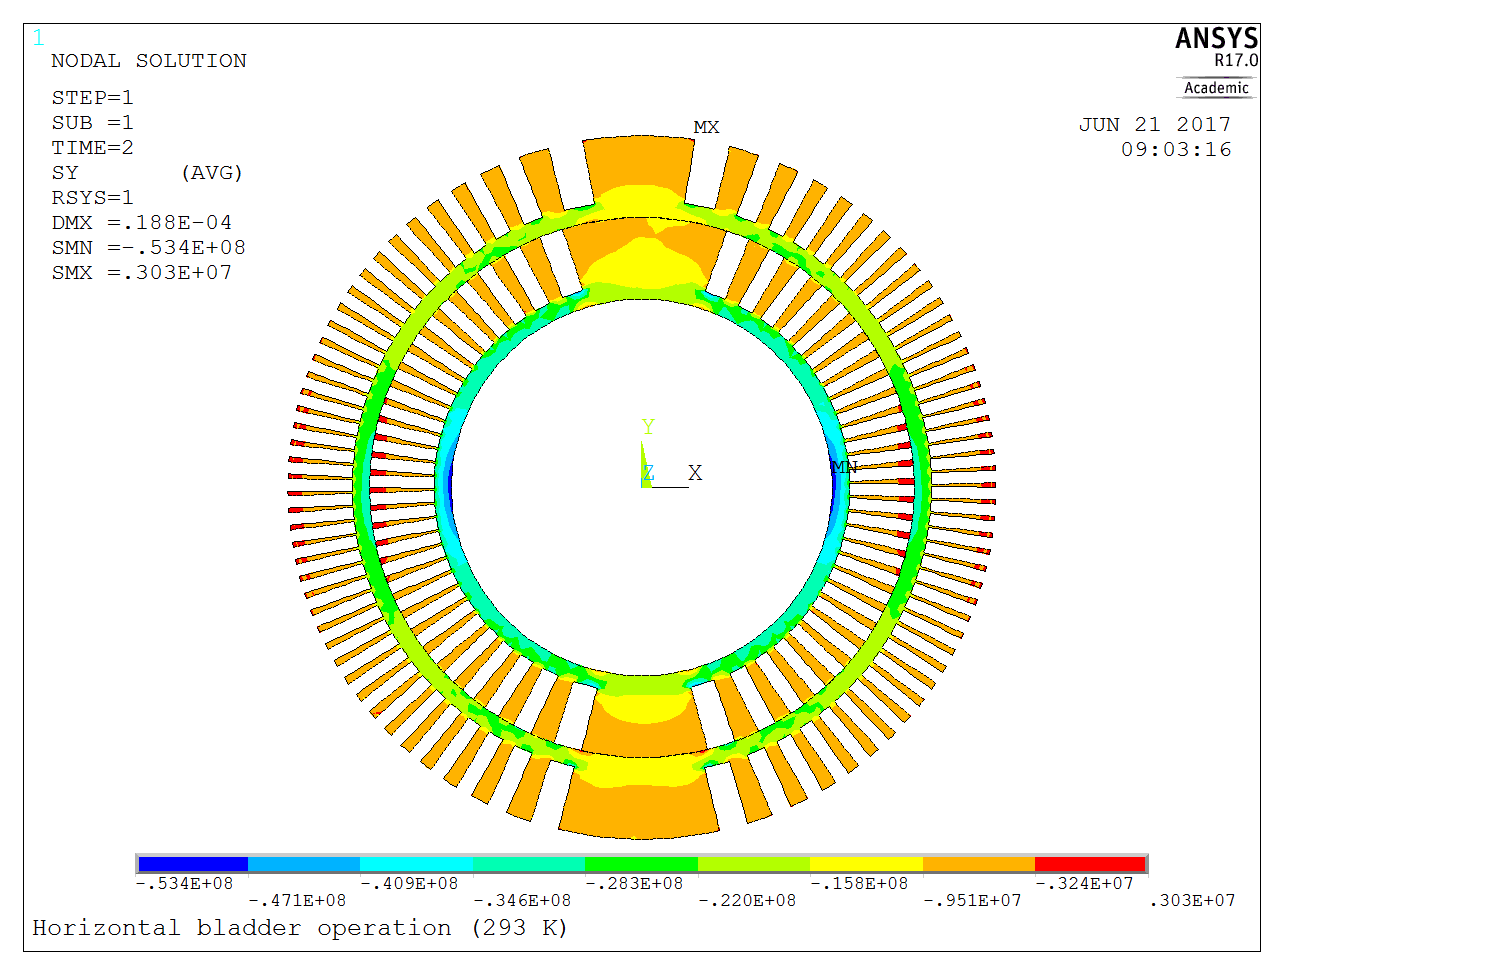 1
ANSYS
R17.0
Academic
NODAL SOLUTION
STEP=1
SUB =1
TIME=2
SY (AVG)
RSYS=1
DMX =.188E-04
SMN =-.534E+08
SMX =.303E+07
JUN 21 2017
09:03:16
MX
Y
MN
Z X
-.534E+08 -.409E+08 -.283E+08 -.158E+08 -.324E+07
-.471E+08 -.346E+08 -.220E+08 -.951E+07 .303E+07
Horizontal bladder operation (293 K)